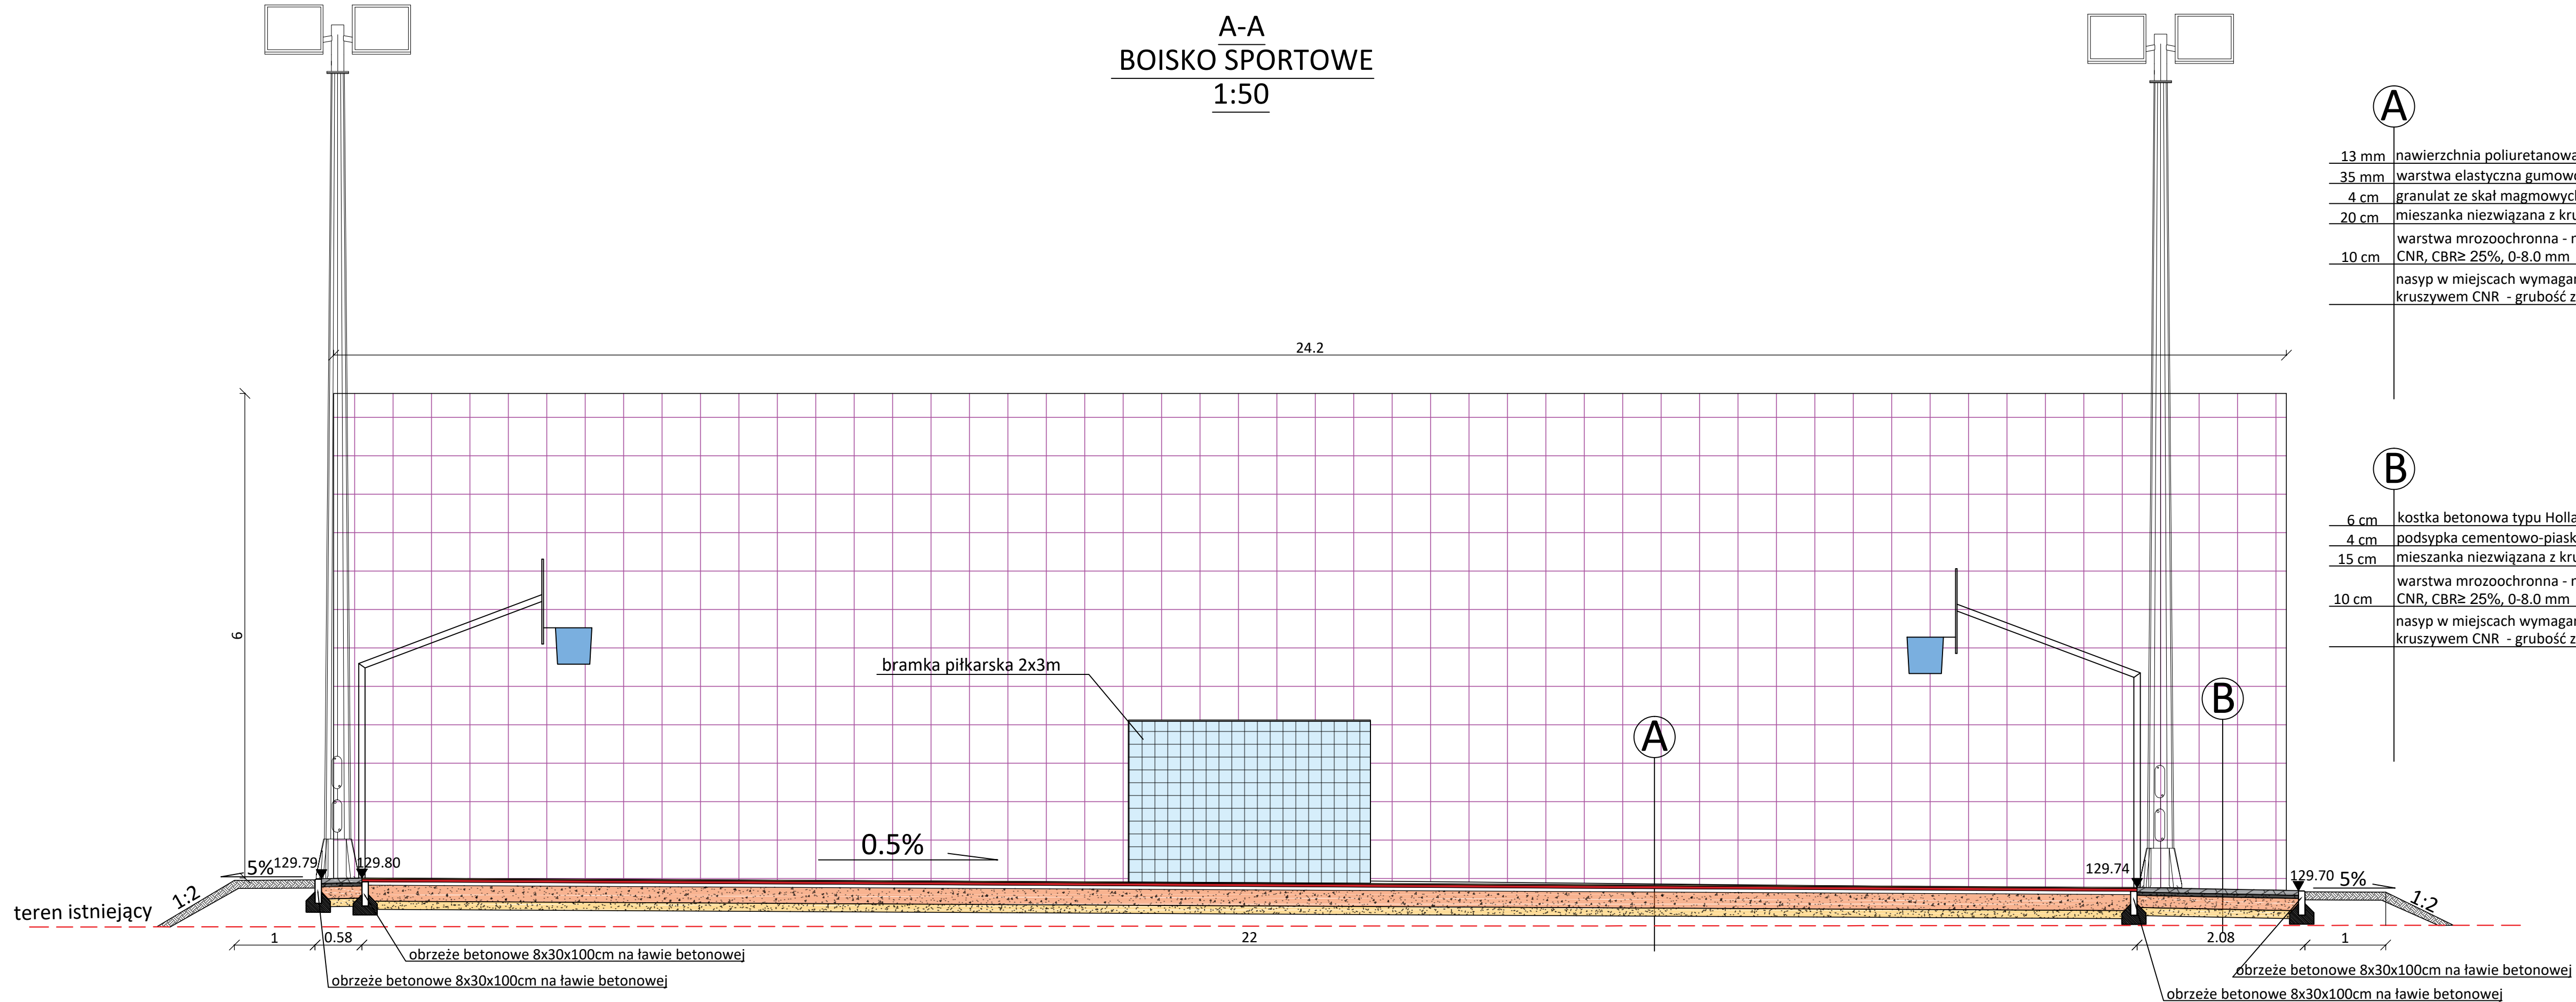 A-A
BOISKO SPORTOWE
1:50
A
13 mm nawierzchnia poliuretanowa
35 mm warstwa elastyczna gumow
4 cm granulat ze skał magmowych
20 cm mieszanka niezwiązana z kru
warstwa mrozoochronna -
10 cm CNR, CBR≥ 25%, 0-8.0 mm
nasyp w miejscach wymagan
kruszywem CNR - grubość z
24.2
6
B
6 cm kostka betonowa typu Holla
4 cm podsypka cementowo-piask
15 cm mieszanka niezwiązana z kru
warstwa mrozoochronna -
10 cm CNR, CBR≥ 25%, 0-8.0 mm
nasyp w miejscach wymagan
kruszywem CNR - grubość z
bramka piłkarska 2x3m
A
B
0.5%
5%
129.79
129.80
129.74
129.70
5%
1:2
1:2
teren istniejący
1
0.58
22
2.08
1
obrzeże betonowe 8x30x100cm na ławie betonowej
obrzeże betonowe 8x30x100cm na ławie betonowej
obrzeże betonowe 8x30x100cm na ławie betonowej
obrzeże betonowe 8x30x100cm na ławie betonowej